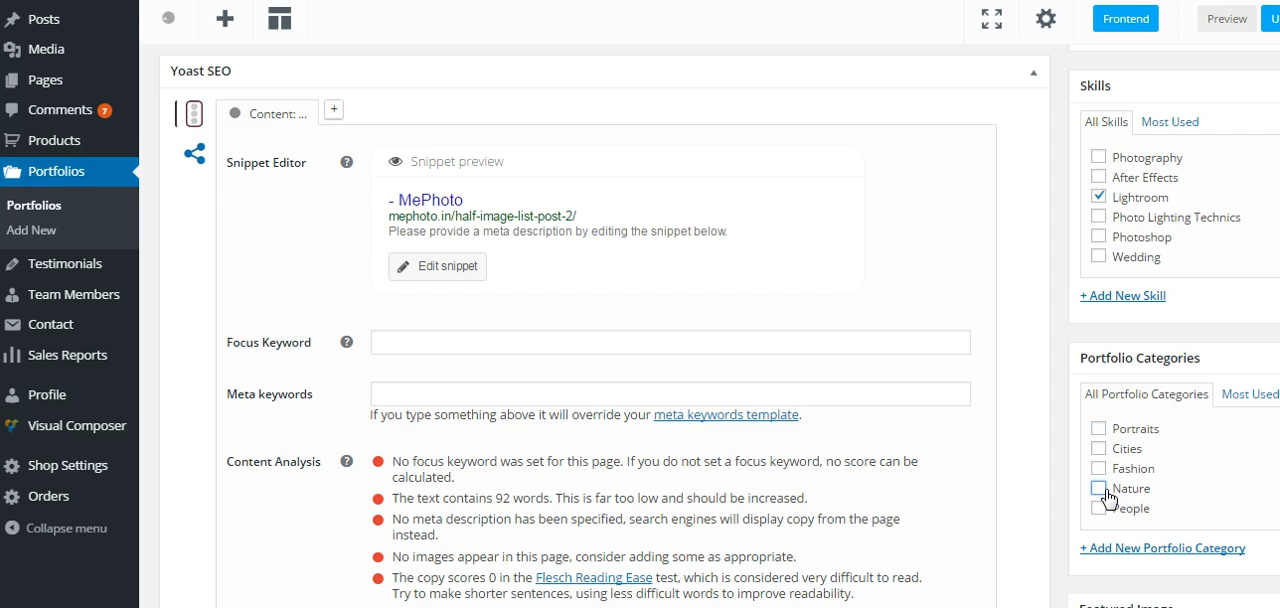 Posts
Media
Pages
Comments 7
Products
Portfolios
Portfolios
Add New
Testimonials
Team Members
Contact
Sales Reports
Profile
Visual Composer
Shop Settings
Orders
Collapse menu
Frontend
Preview
Yoast SEO
Content: ...
+
Snippet Editor ?
Snippet preview
- MePhoto
mephoto.in/half-image-list-post-2/
Please provide a meta description by editing the snippet below.
Edit snippet
Focus Keyword ?
Meta keywords
If you type something above it will override your meta keywords template.
Content Analysis ?
No focus keyword was set for this page. If you do not set a focus keyword, no score can be
calculated.
The text contains 92 words. This is far too low and should be increased.
No meta description has been specified, search engines will display copy from the page
instead.
No images appear in this page, consider adding some as appropriate.
The copy scores 0 in the Flesch Reading Ease test, which is considered very difficult to read.
Try to make shorter sentences, using less difficult words to improve readability.
Skills
All Skills Most Used
Photography
After Effects
Lightroom
Photo Lighting Technics
Photoshop
Wedding
+ Add New Skill
Portfolio Categories
All Portfolio Categories Most Used
Portraits
Cities
Fashion
Nature
People
+ Add New Portfolio Category